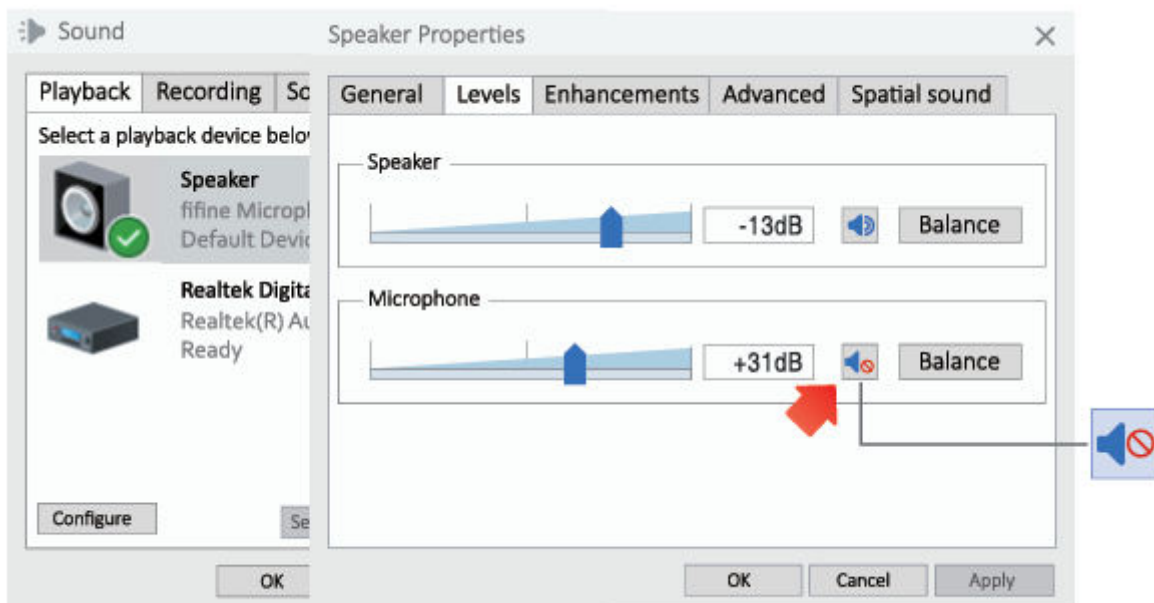 Sound
Playback Recording So
Select a playback device belo
Speaker
fifine Microp
Default Devic
Realtek Digita
Realtek(R) Au
Ready
Configure
Se
OK
Speaker Properties
General Levels Enhancements Advanced Spatial sound
Speaker
-13dB Balance
Microphone
+31dB Balance
OK Cancel Apply